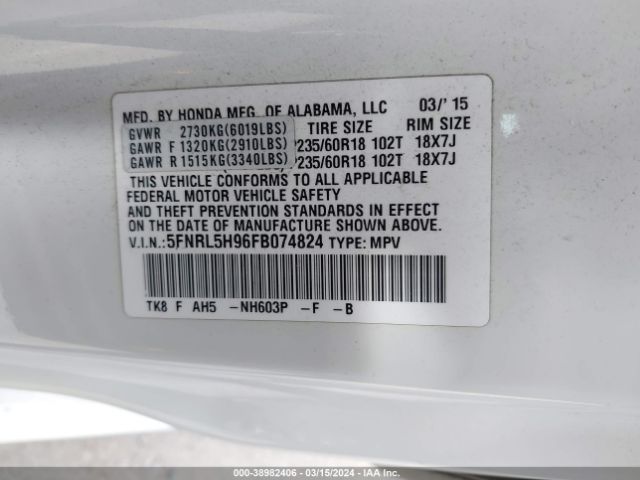 MFD. BY HONDA MFG. OF ALABAMA, LLC 03/' 15
GVWR 2730KG(6019LBS) TIRE SIZE RIM SIZE
GAWR F 1320KG(2910LBS) P235/60R18 102T 18X7J
GAWR R 1515KG(3340LBS) P235/60R18 102T 18X7J
THIS VEHICLE CONFORMS TO ALL APPLICABLE
FEDERAL MOTOR VEHICLE SAFETY
AND THEFT PREVENTION STANDARDS IN EFFECT ON
THE DATE OF MANUFACTURE SHOWN ABOVE.
V.I.N.:5FNRL5H96FB074824 TYPE: MPV
TK8 F AH5 -NH603P -F -B
000-38982406 - 03/15/2024 - IAA Inc.